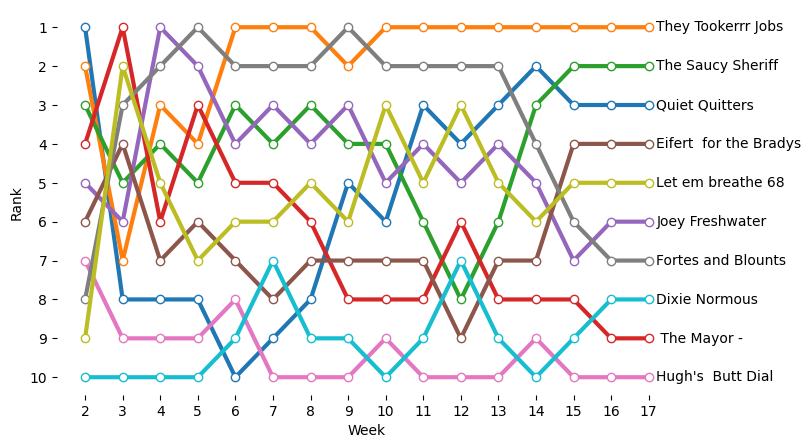 1 They Tookerrr Jobs
2 The Saucy Sheriff
3 Quiet Quitters
4 Eifert  for the Bradys
Rank
5 Let em breathe 68
6 Joey Freshwater
7 Fortes and Blounts
8 Dixie Normous
9 The Mayor -
10 Hugh's  Butt Dial
2 3 4 5 6 7 8 9 10 11 12 13 14 15 16 17
Week